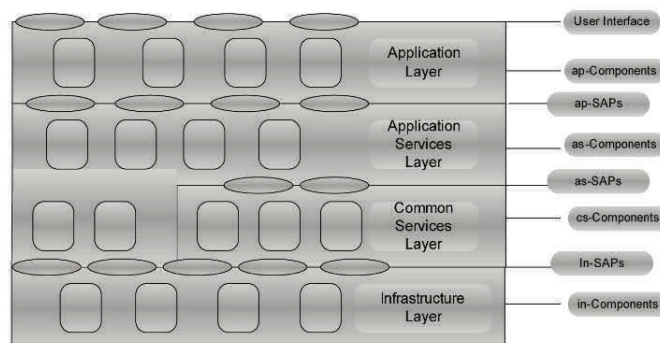 User Interface
Application
Layer
ap-Components
ap-SAPs
Application
Services
Layer
as-Components
as-SAPs
Common
Services
Layer
cs-Components
In-SAPs
Infrastructure
Layer
in-Components